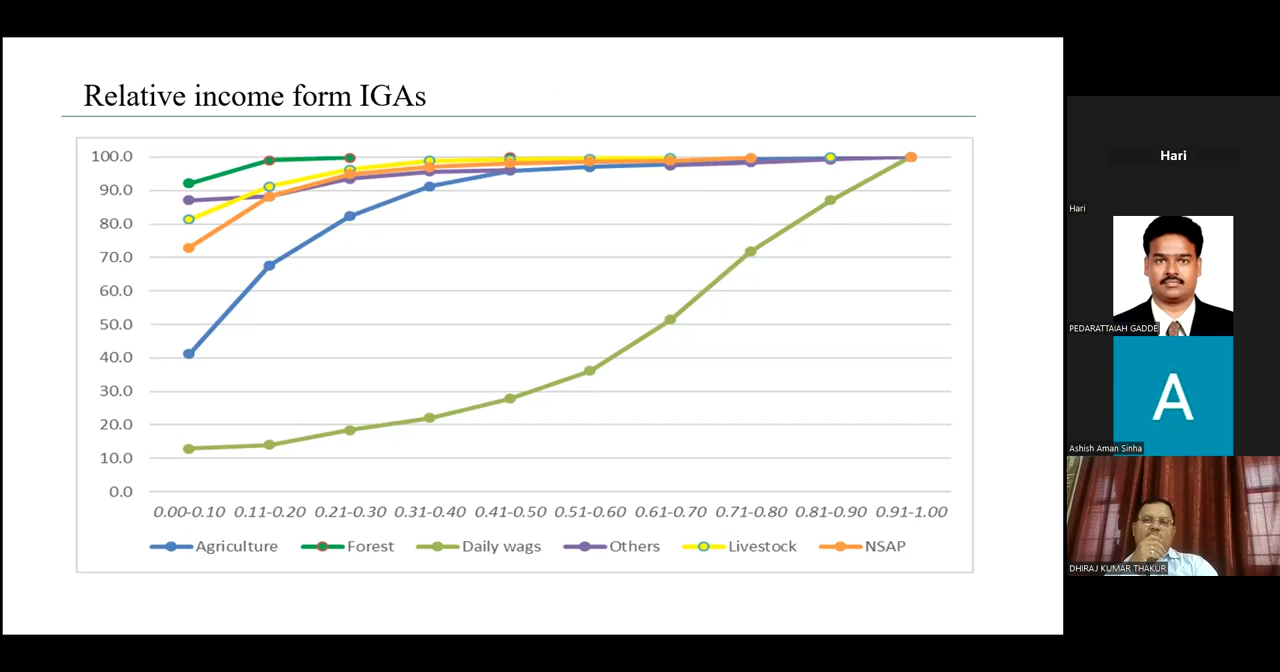 Relative income form IGAs
100.0
90.0
80.0
70.0
60.0
50.0
40.0
30.0
20.0
10.0
0.0
0.00-0.10 0.11-0.20 0.21-0.30 0.31-0.40 0.41-0.50 0.51-0.60 0.61-0.70 0.71-0.80 0.81-0.90 0.91-1.00
Agriculture Forest Daily wags Others Livestock NSAP
Hari
Hari
PEDARATTAIAH GADDE
A
Ashish Aman Sinha
DHIRAJ KUMAR THAKUR